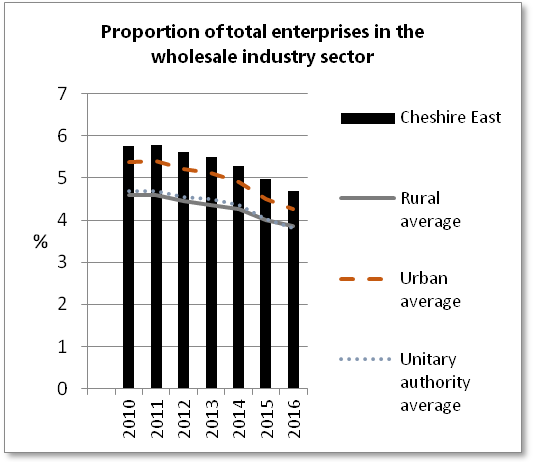 Proportion of total enterprises in the
wholesale industry sector
7
6
5
4
3
2
1
0
%
2010
2011
2012
2013
2014
2015
2016
Cheshire East
Rural
average
Urban
average
Unitary
authority
average